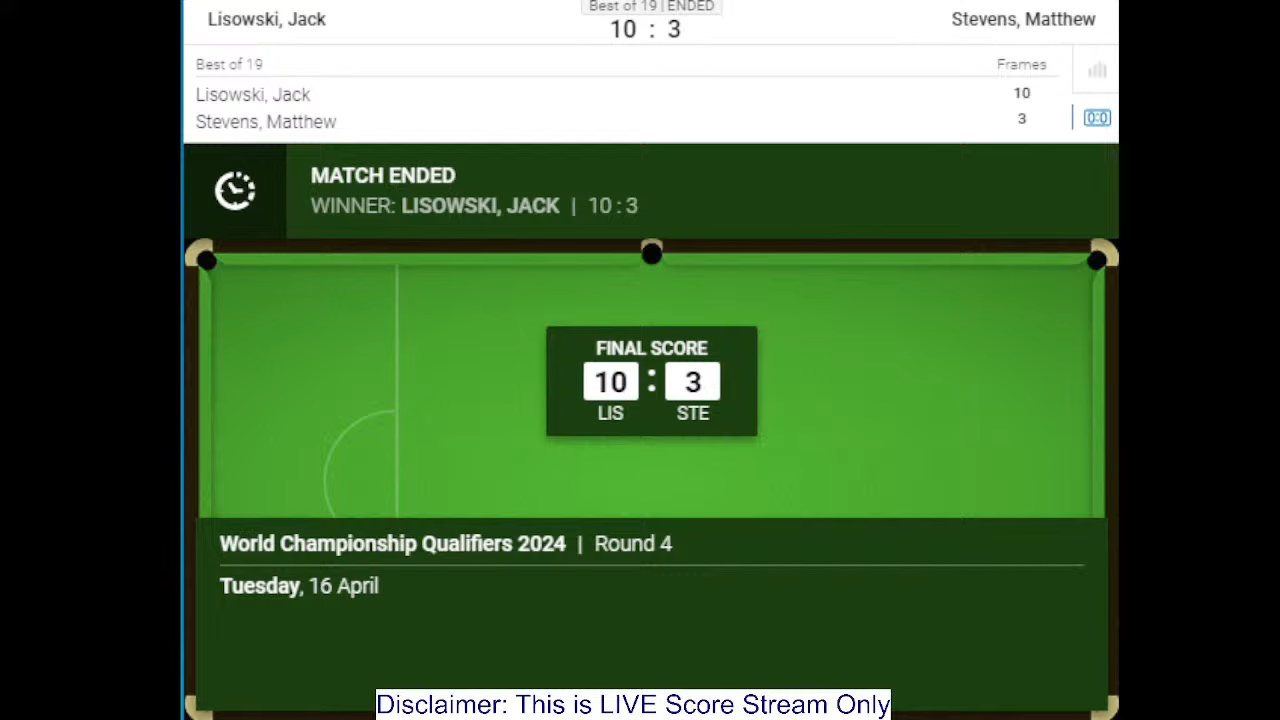 Lisowski, Jack
Best of 19 | ENDED
10 : 3
Stevens, Matthew
Best of 19 Frames
Lisowski, Jack 10
Stevens, Matthew 3
0:0
MATCH ENDED
WINNER: LISOWSKI, JACK | 10 : 3
FINAL SCORE
10 : 3
LIS STE
World Championship Qualifiers 2024 | Round 4
Tuesday, 16 April
Disclaimer: This is LIVE Score Stream Only